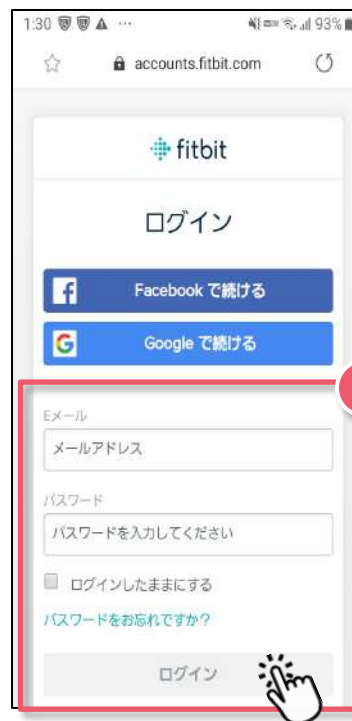 1:30 ... 93%
accounts.fitbit.com
fitbit
ログイン
f Facebook で続ける
G Google で続ける
Eメール
メールアドレス
パスワード
パスワードを入力してください
ログインしたままにする
パスワードをお忘れですか?
ログイン